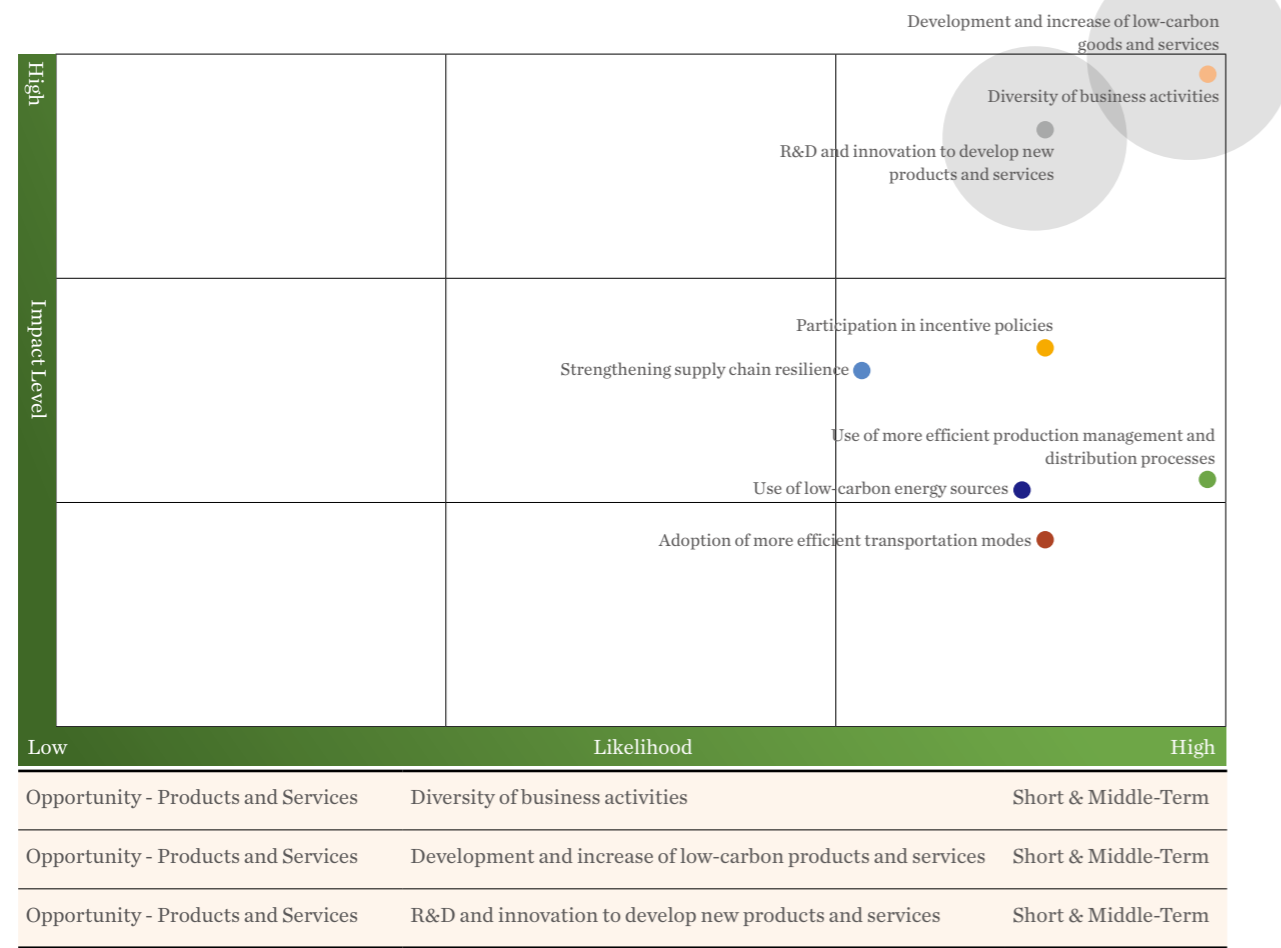 Development and increase of low-carbon
goods and services
High
Diversity of business activities
R&D and innovation to develop new
products and services
Impact Level
Participation in incentive policies
Strengthening supply chain resilience
Use of more efficient production management and
distribution processes
Use of low-carbon energy sources
Adoption of more efficient transportation modes
Low Likelihood High
Opportunity - Products and Services Diversity of business activities Short & Middle-Term
Opportunity - Products and Services Development and increase of low-carbon products and services Short & Middle-Term
Opportunity - Products and Services R&D and innovation to develop new products and services Short & Middle-Term